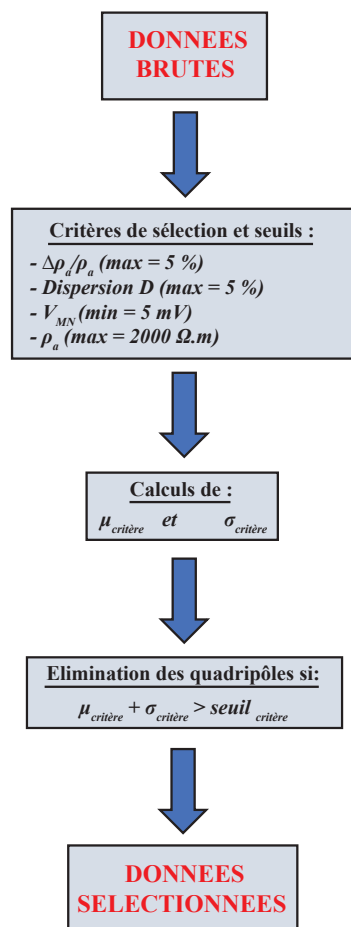 DONNEES
BRUTES
Critères de sélection et seuils :
- Δρa/ρa (max = 5 %)
- Dispersion D (max = 5 %)
- VMN (min = 5 mV)
- ρa (max = 2000 Ω.m)
Calculs de :
μcritère et σcritère
Elimination des quadripôles si:
μcritère + σcritère > seuil critère
DONNEES
SELECTIONNEES